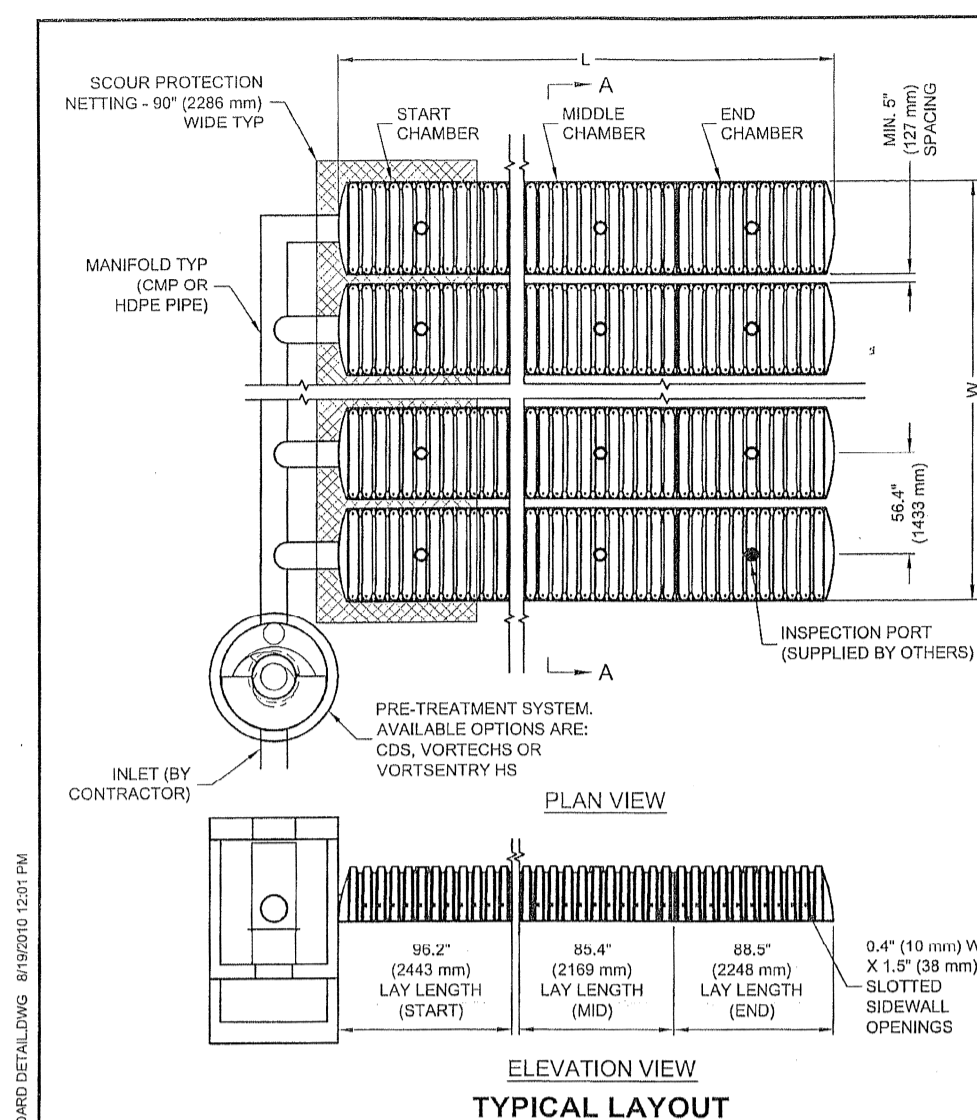 L
A
SCOUR PROTECTION
NETTING - 90" (2286 mm)
WIDE TYP
START
CHAMBER
MIDDLE
CHAMBER
END
CHAMBER
MIN. 5"
(127 mm)
SPACING
MANIFOLD TYP
(CMP OR
HDPE PIPE)
W
56.4"
(1433 mm)
INSPECTION PORT
(SUPPLIED BY OTHERS)
A
PRE-TREATMENT SYSTEM.
AVAILABLE OPTIONS ARE:
CDS, VORTECHS OR
VORTSENTRY HS
INLET (BY
CONTRACTOR)
PLAN VIEW
96.2"
(2443 mm)
LAY LENGTH
(START)
85.4"
(2169 mm)
LAY LENGTH
(MID)
88.5"
(2248 mm)
LAY LENGTH
(END)
0.4" (10 mm) W
X 1.5" (38 mm)
SLOTTED
SIDEWALL
OPENINGS
ELEVATION VIEW
TYPICAL LAYOUT
DARD DETAIL.DWG 8/19/2010 12:01 PM